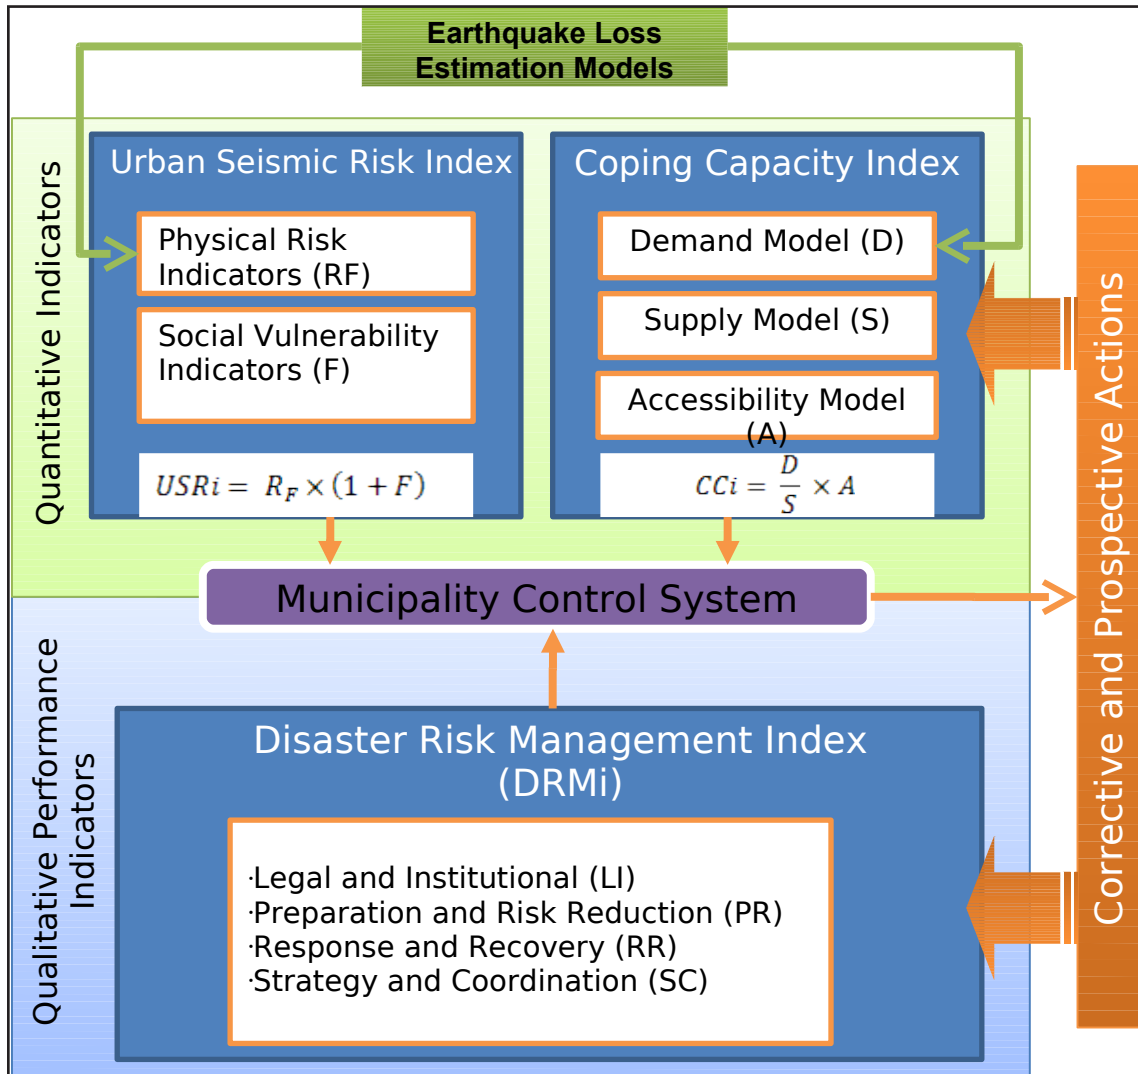 Earthquake Loss
Estimation Models
Quantitative Indicators
Urban Seismic Risk Index
Physical Risk
Indicators (RF)
Social Vulnerability
Indicators (F)
USRi = R_F × (1 + F)
Coping Capacity Index
Demand Model (D)
Supply Model (S)
Accessibility Model
(A)
CCi = D/S × A
Municipality Control System
Corrective and Prospective Actions
Qualitative Performance
Indicators
Disaster Risk Management Index
(DRMi)
·Legal and Institutional (LI)
·Preparation and Risk Reduction (PR)
·Response and Recovery (RR)
·Strategy and Coordination (SC)